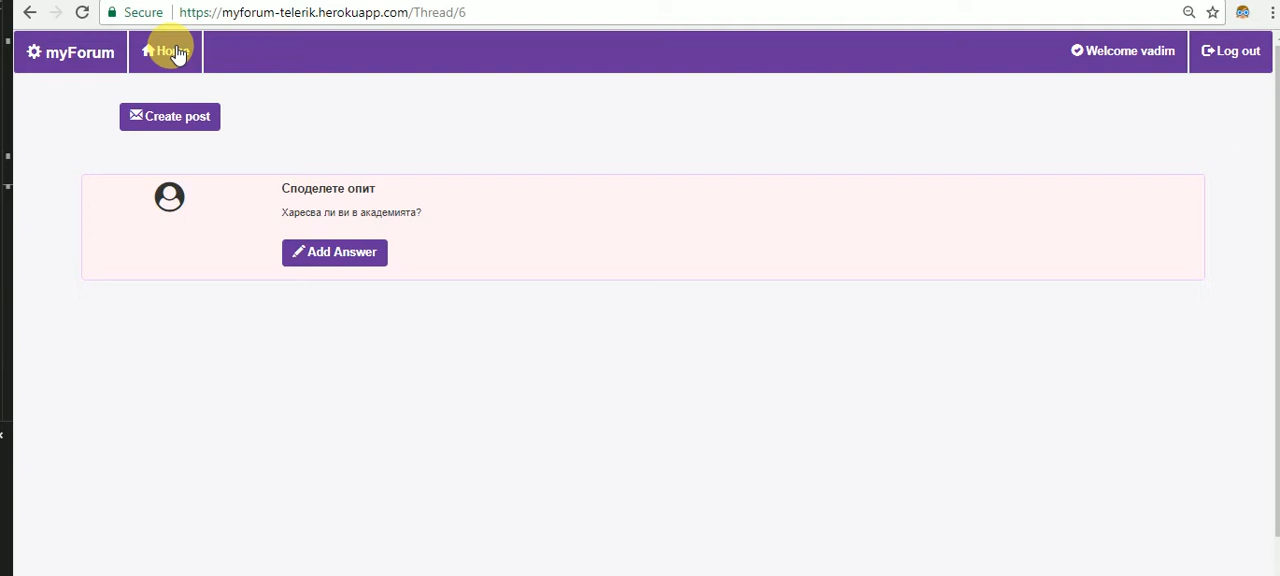 Secure https://myforum-telerik.herokuapp.com/Thread/6
myForum Home Welcome vadim Log out
Create post
Споделете опит
Харесва ли ви в академията?
Add Answer